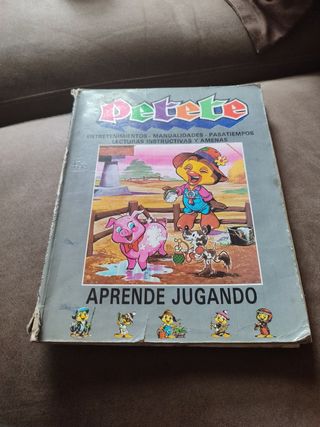 Petete
ENTRETENIMIENTOS - MANUALIDADES - PASATIEMPOS
LECTURAS INSTRUCTIVAS Y AMENAS
APRENDE JUGANDO